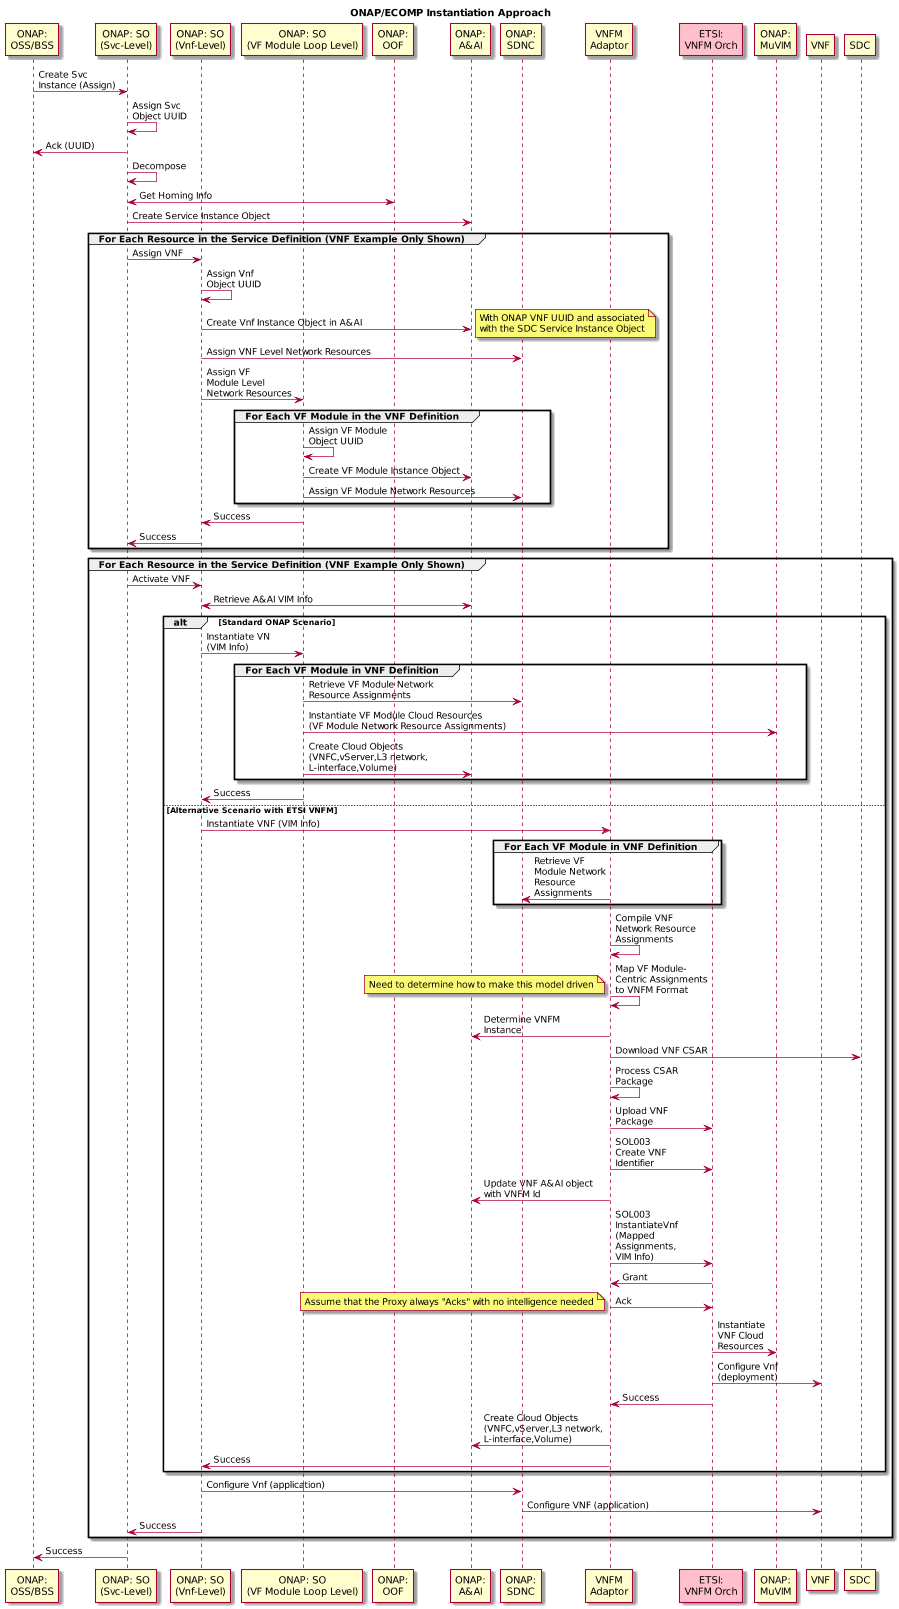 ONAP/ECOMP Instantiation Approach
ONAP:
OSS/BSS
ONAP: SO
(Svc-Level)
ONAP: SO
(Vnf-Level)
ONAP: SO
(VF Module Loop Level)
ONAP:
OOF
ONAP:
A&AI
ONAP:
SDNC
VNFM
Adaptor
ETSI:
VNFM Orch
ONAP:
MuVIM
VNF
SDC
Create Svc
Instance (Assign)
Assign Svc
Object UUID
Ack (UUID)
Decompose
Get Homing Info
Create Service Instance Object
For Each Resource in the Service Definition (VNF Example Only Shown)
Assign VNF
Assign Vnf
Object UUID
Create Vnf Instance Object in A&AI
With ONAP VNF UUID and associated
with the SDC Service Instance Object
Assign VNF Level Network Resources
Assign VF
Module Level
Network Resources
For Each VF Module in the VNF Definition
Assign VF Module
Object UUID
Create VF Module Instance Object
Assign VF Module Network Resources
Success
Success
For Each Resource in the Service Definition (VNF Example Only Shown)
Activate VNF
Retrieve A&AI VIM Info
alt [Standard ONAP Scenario]
Instantiate VN
(VIM Info)
For Each VF Module in VNF Definition
Retrieve VF Module Network
Resource Assignments
Instantiate VF Module Cloud Resources
(VF Module Network Resource Assignments)
Create Cloud Objects
(VNFC,vServer,L3 network,
L-interface,Volume)
Success
[Alternative Scenario with ETSI VNFM]
Instantiate VNF (VIM Info)
For Each VF Module in VNF Definition
Retrieve VF
Module Network
Resource
Assignments
Compile VNF
Network Resource
Assignments
Map VF Module-
Centric Assignments
to VNFM Format
Need to determine how to make this model driven
Determine VNFM
Instance
Download VNF CSAR
Process CSAR
Package
Upload VNF
Package
SOL003
Create VNF
Identifier
Update VNF A&AI object
with VNFM Id
SOL003
InstantiateVnf
(Mapped
Assignments,
VIM Info)
Grant
Assume that the Proxy always "Acks" with no intelligence needed
Ack
Instantiate
VNF Cloud
Resources
Configure Vnf
(deployment)
Success
Create Cloud Objects
(VNFC,vServer,L3 network,
L-interface,Volume)
Success
Configure Vnf (application)
Configure VNF (application)
Success
Success
ONAP:
OSS/BSS
ONAP: SO
(Svc-Level)
ONAP: SO
(Vnf-Level)
ONAP: SO
(VF Module Loop Level)
ONAP:
OOF
ONAP:
A&AI
ONAP:
SDNC
VNFM
Adaptor
ETSI:
VNFM Orch
ONAP:
MuVIM
VNF
SDC